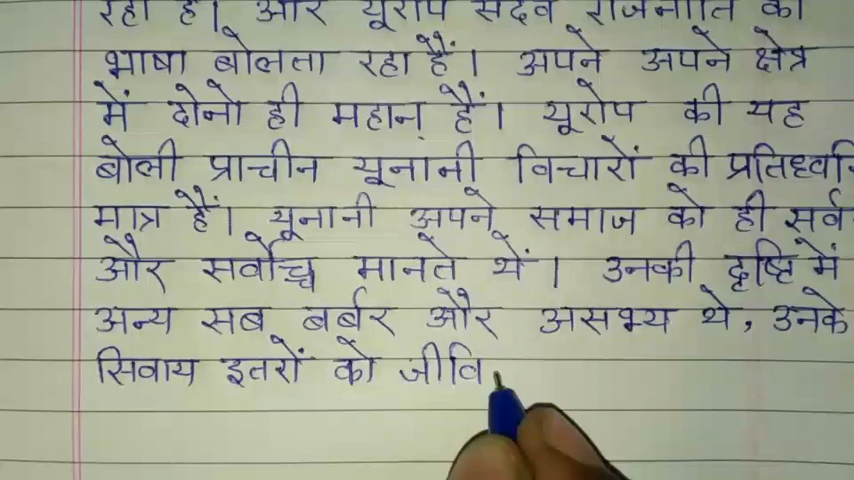 रहा है। और यूरोप सदैव राजनीति की
भाषा बोलता रहा हैं। अपने अपने क्षेत्र
में दोनो ही महान हैं। यूरोप की यह
बोली प्राचीन यूनानी विचारों की प्रतिध्वनि
मात्र हैं। यूनानी अपने समाज को ही सर्व
और सर्वोच्च मानते थें। उनकी दृष्टि में
अन्य सब बर्बर और असभ्य थे, उनके
सिवाय इतरों को जीवि